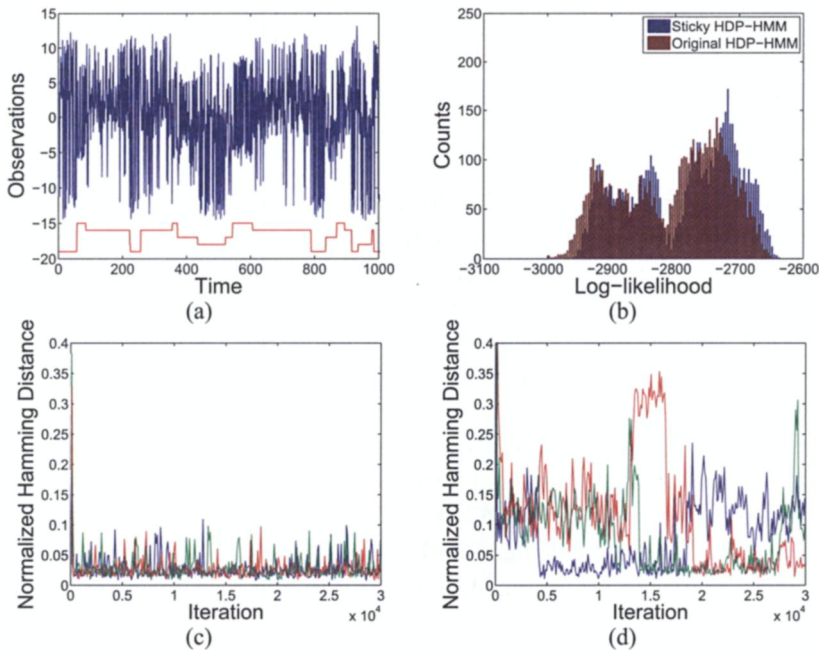 15
10
5
0
−5
−10
−15
−20
Observations
0 200 400 600 800 1000
Time
(a)
250
200
150
100
50
0
Counts
Sticky HDP−HMM
Original HDP−HMM
−3100 −3000 −2900 −2800 −2700 −2600
Log−likelihood
(b)
0.4
0.35
0.3
0.25
0.2
0.15
0.1
0.05
0
Normalized Hamming Distance
0 0.5 1 1.5 2 2.5 3
Iteration
x 10^4
(c)
0.4
0.35
0.3
0.25
0.2
0.15
0.1
0.05
0
Normalized Hamming Distance
0 0.5 1 1.5 2 2.5 3
Iteration
x 10^4
(d)